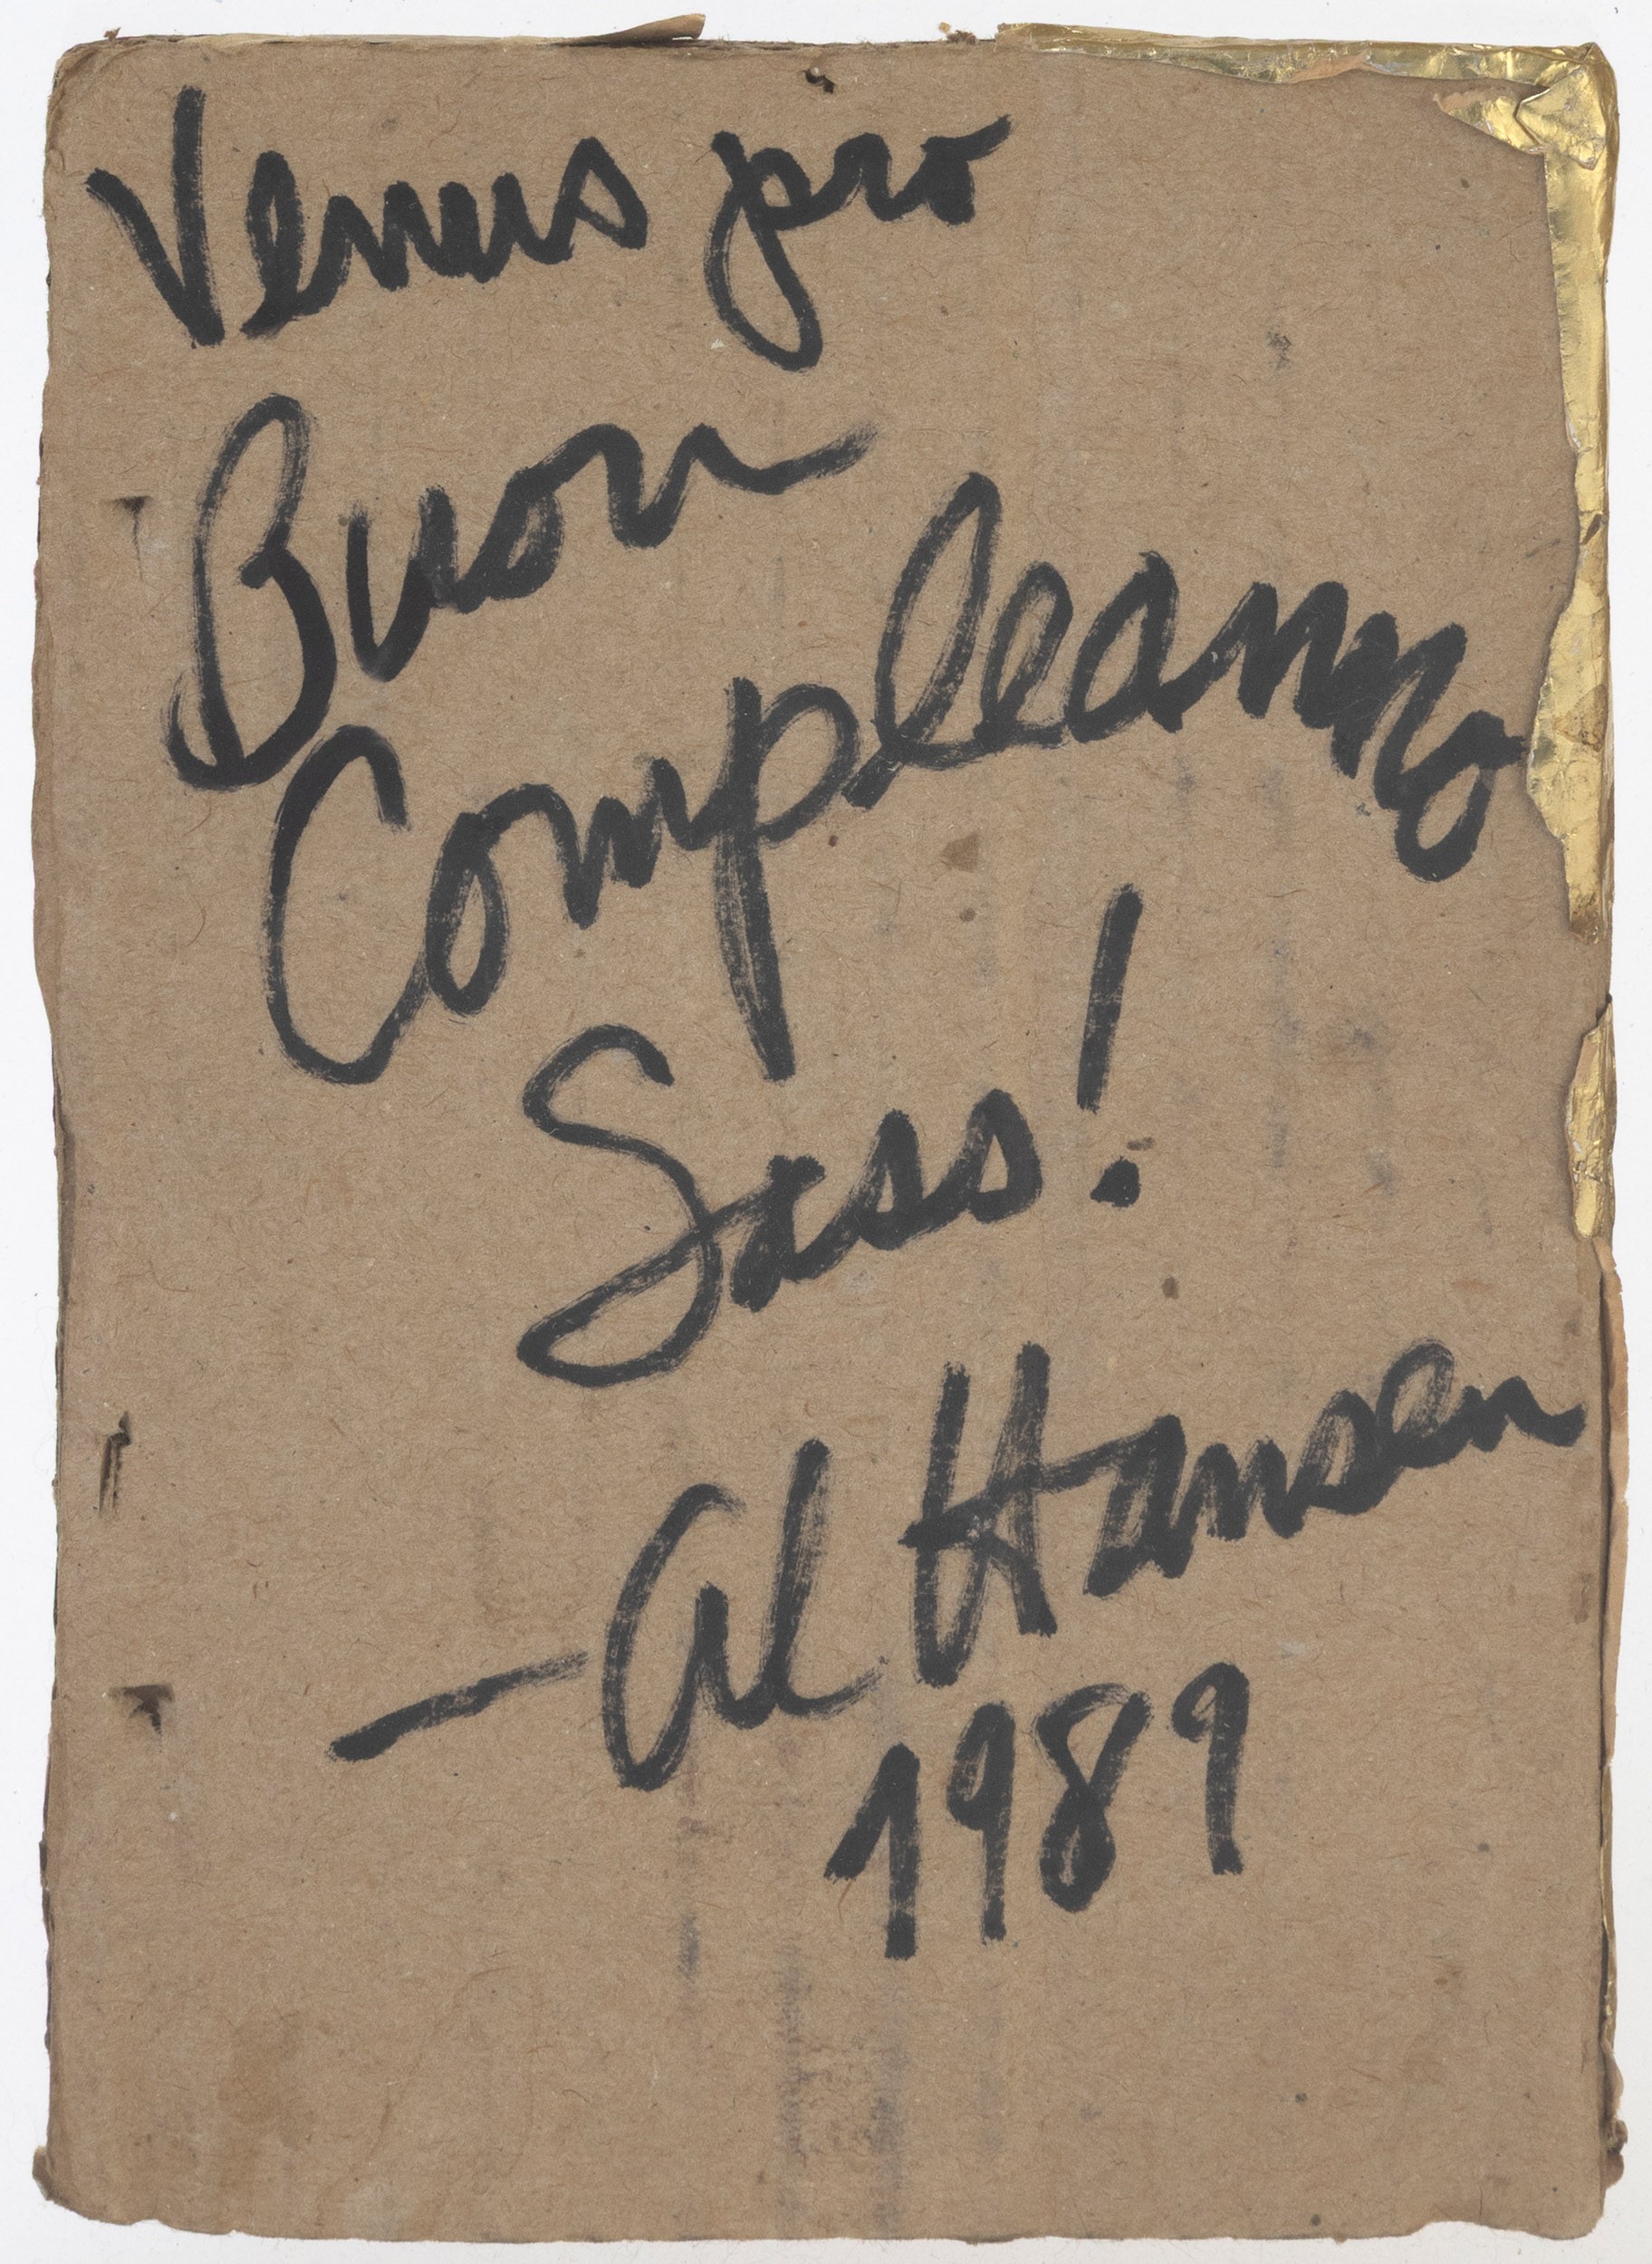 Venus pro
Buon
Compleanno
Sass!
— Al Hansen
1989